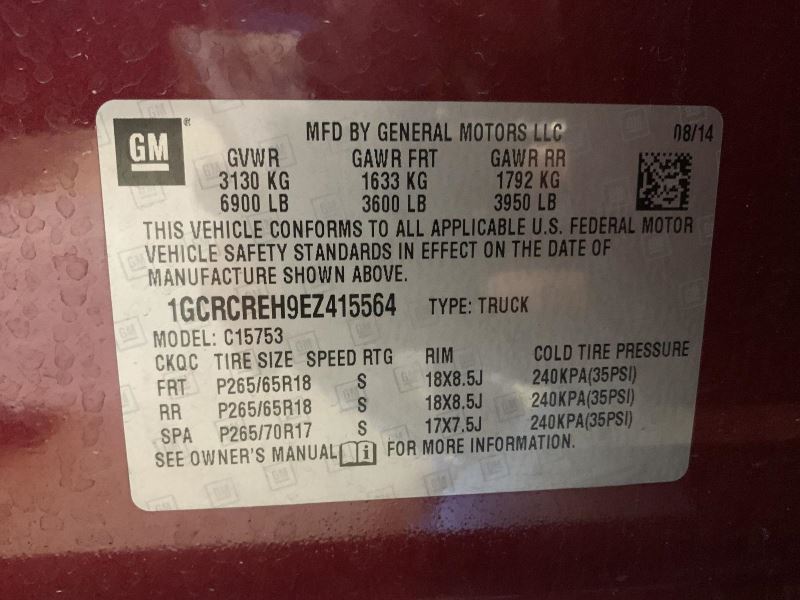 GM ® MFD BY GENERAL MOTORS LLC 08/14
GVWR GAWR FRT GAWR RR
3130 KG 1633 KG 1792 KG
6900 LB 3600 LB 3950 LB
THIS VEHICLE CONFORMS TO ALL APPLICABLE U.S. FEDERAL MOTOR
VEHICLE SAFETY STANDARDS IN EFFECT ON THE DATE OF
MANUFACTURE SHOWN ABOVE.
1GCRCREH9EZ415564 TYPE: TRUCK
MODEL: C15753
CKQC TIRE SIZE SPEED RTG RIM COLD TIRE PRESSURE
FRT P265/65R18 S 18X8.5J 240KPA(35PSI)
RR P265/65R18 S 18X8.5J 240KPA(35PSI)
SPA P265/70R17 S 17X7.5J 240KPA(35PSI)
SEE OWNER'S MANUAL i FOR MORE INFORMATION.